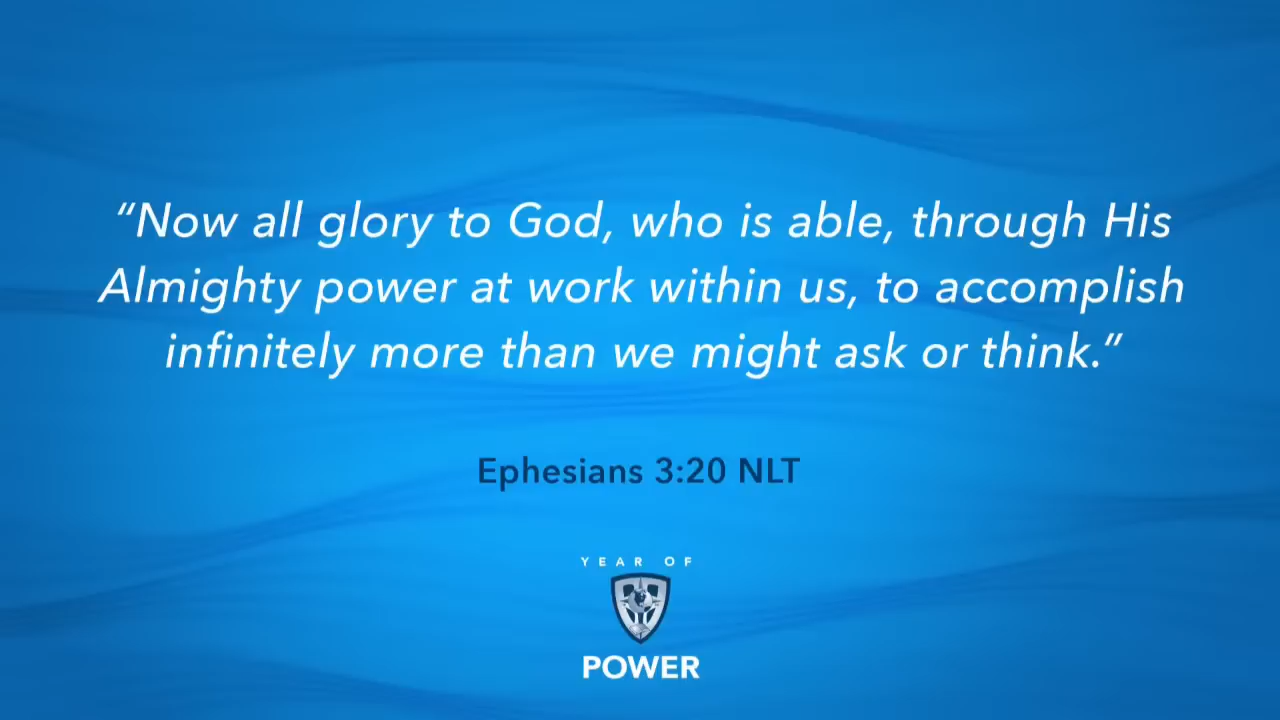 “Now all glory to God, who is able, through His
Almighty power at work within us, to accomplish
infinitely more than we might ask or think.”
Ephesians 3:20 NLT
YEAR OF
POWER